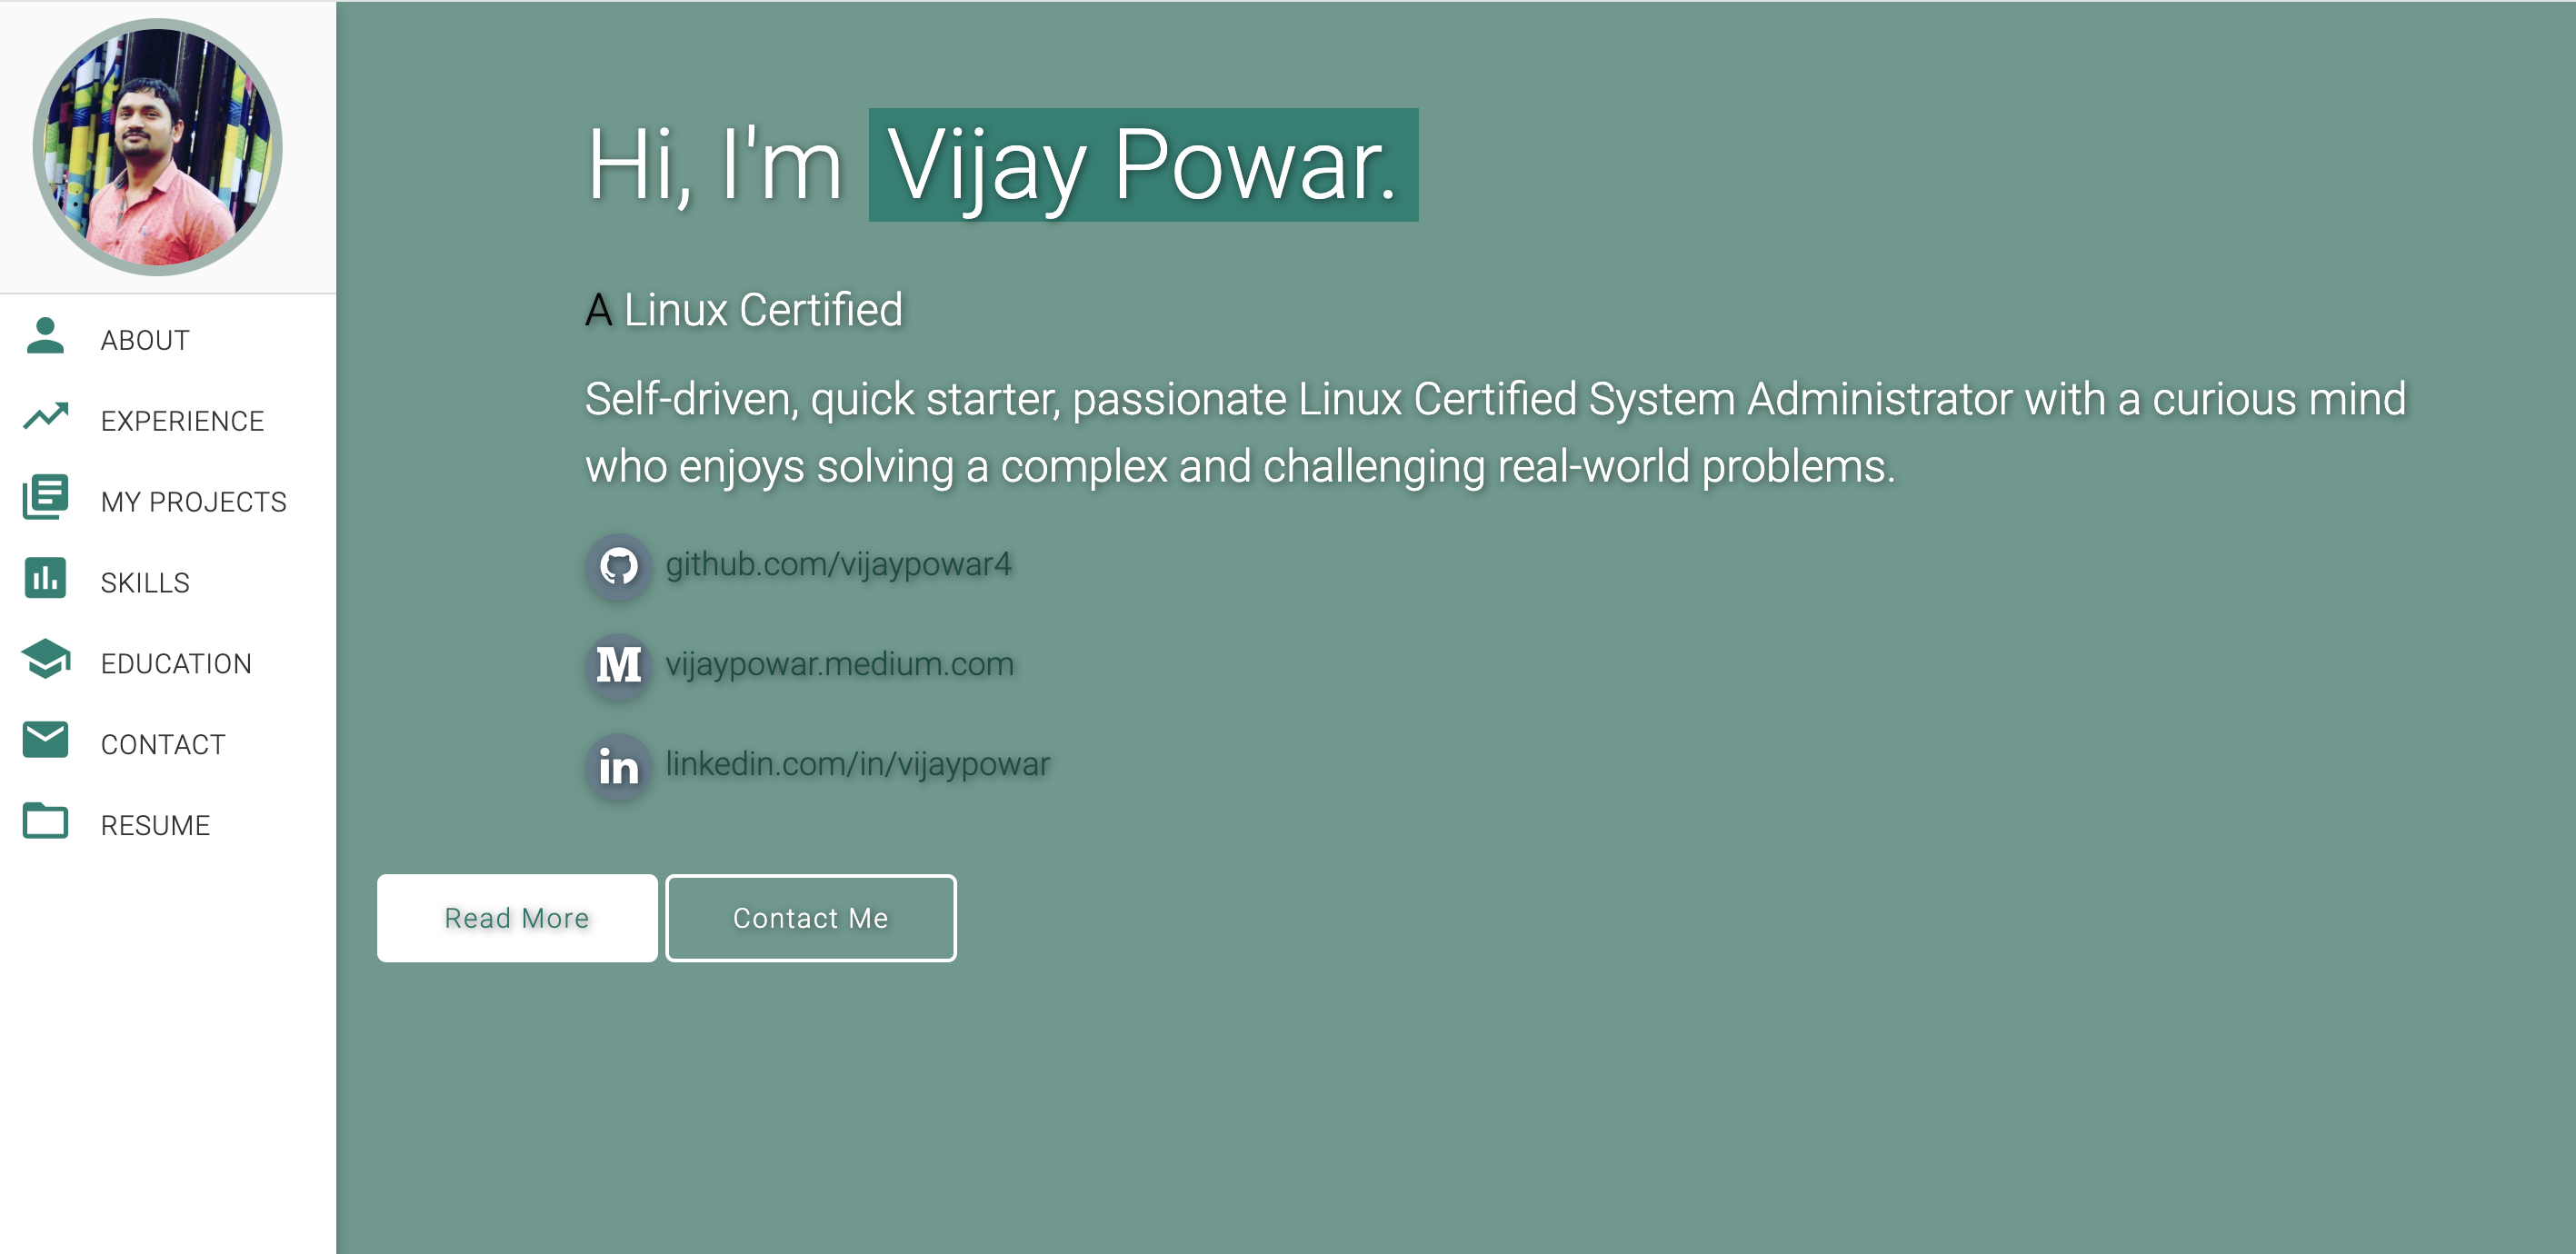 ABOUT
EXPERIENCE
MY PROJECTS
SKILLS
EDUCATION
CONTACT
RESUME
Hi, I'm Vijay Powar.
A Linux Certified
Self-driven, quick starter, passionate Linux Certified System Administrator with a curious mind
who enjoys solving a complex and challenging real-world problems.
github.com/vijaypowar4
M vijaypowar.medium.com
in linkedin.com/in/vijaypowar
Read More
Contact Me